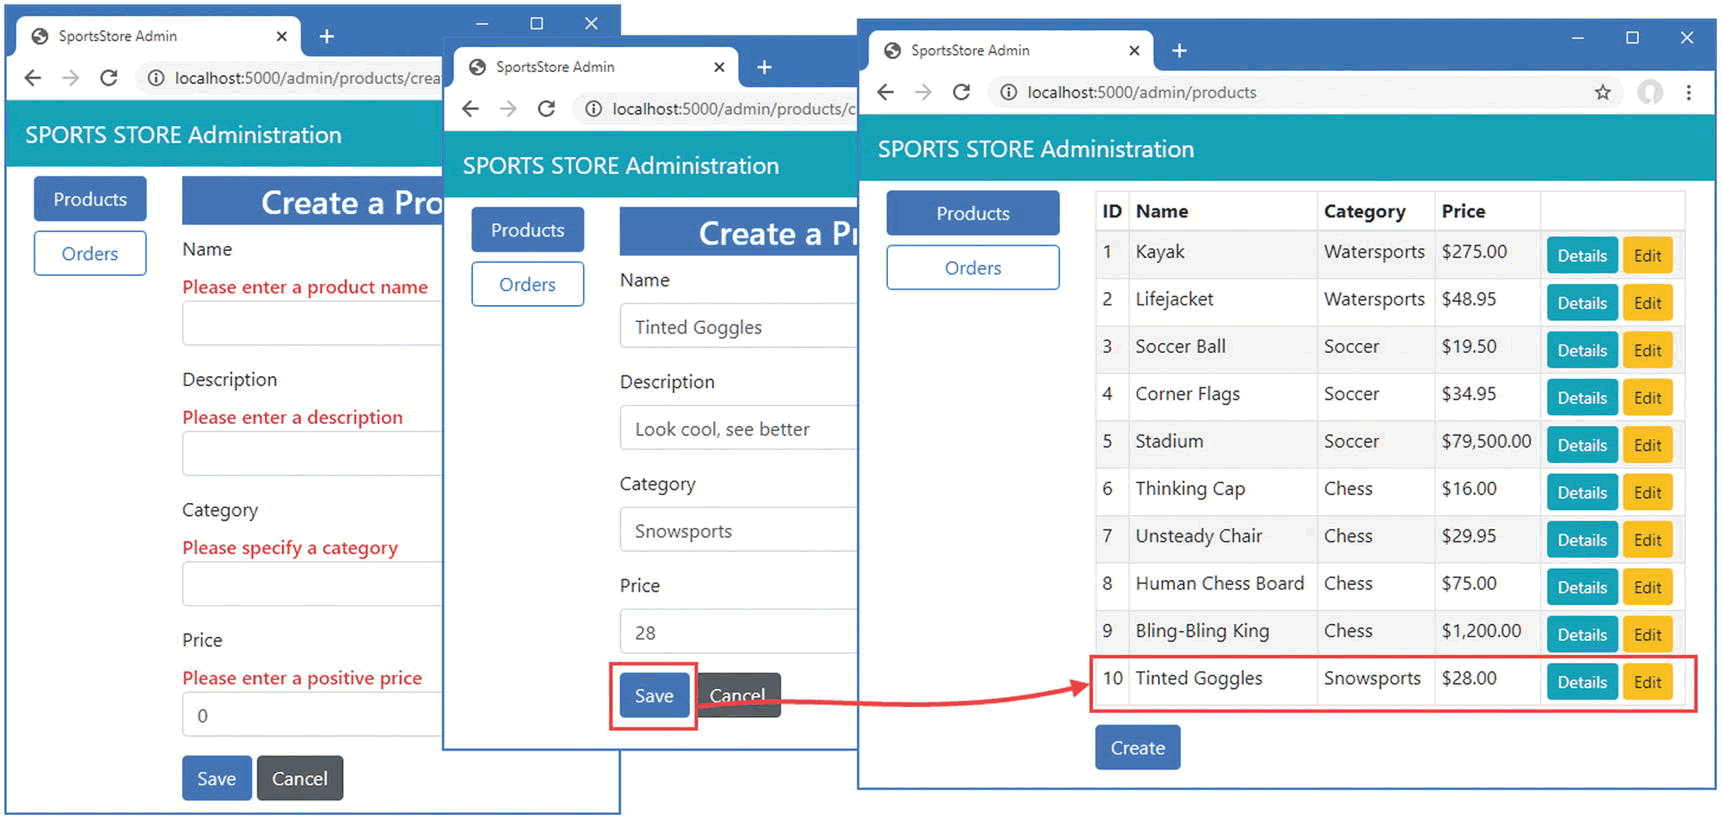 SportsStore Admin
localhost:5000/admin/products/crea
SPORTS STORE Administration
Products
Orders
Create a Pro
Name
Please enter a product name
Description
Please enter a description
Category
Please specify a category
Price
Please enter a positive price
0
Save Cancel
SportsStore Admin
localhost:5000/admin/products/c
SPORTS STORE Administration
Products
Orders
Create a P
Name
Tinted Goggles
Description
Look cool, see better
Category
Snowsports
Price
28
Save Cancel
SportsStore Admin
localhost:5000/admin/products
SPORTS STORE Administration
Products
Orders
ID Name Category Price
1 Kayak Watersports $275.00 Details Edit
2 Lifejacket Watersports $48.95 Details Edit
3 Soccer Ball Soccer $19.50 Details Edit
4 Corner Flags Soccer $34.95 Details Edit
5 Stadium Soccer $79,500.00 Details Edit
6 Thinking Cap Chess $16.00 Details Edit
7 Unsteady Chair Chess $29.95 Details Edit
8 Human Chess Board Chess $75.00 Details Edit
9 Bling-Bling King Chess $1,200.00 Details Edit
10 Tinted Goggles Snowsports $28.00 Details Edit
Create